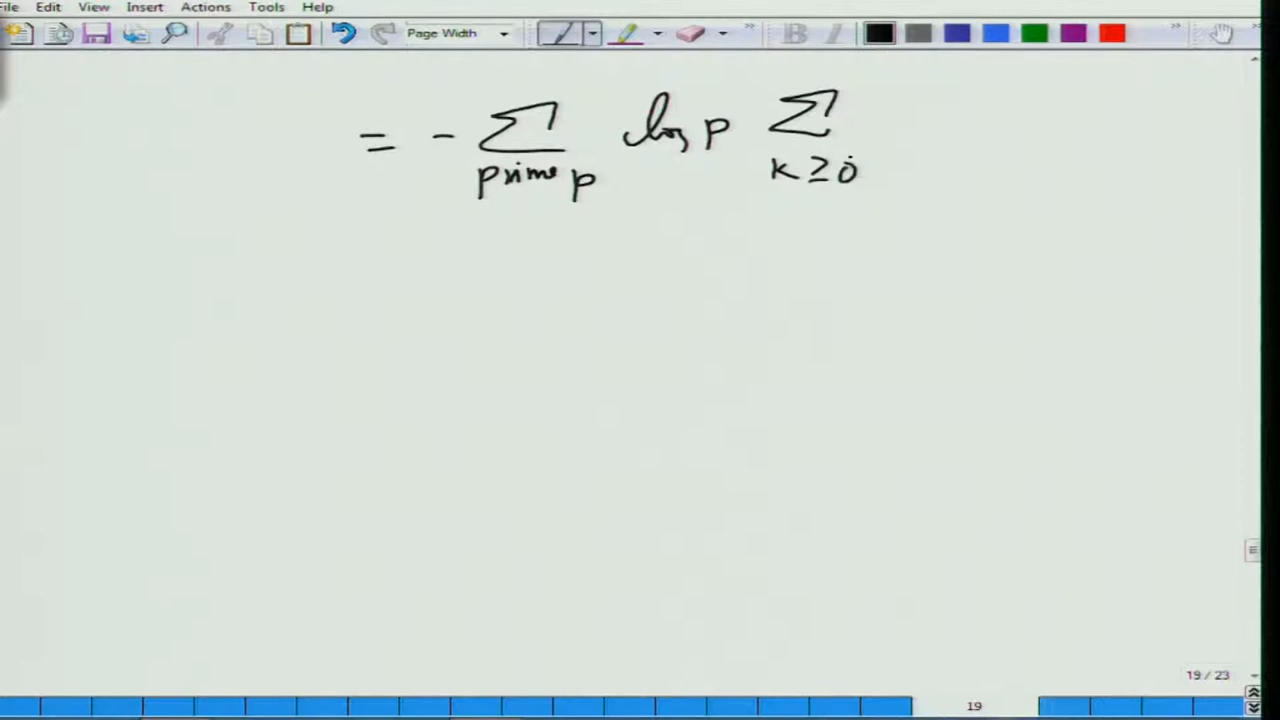 File Edit View Insert Actions Tools Help
Page Width B I
= - ∑ log p ∑
prime p k ≥ 0
19 / 23
19